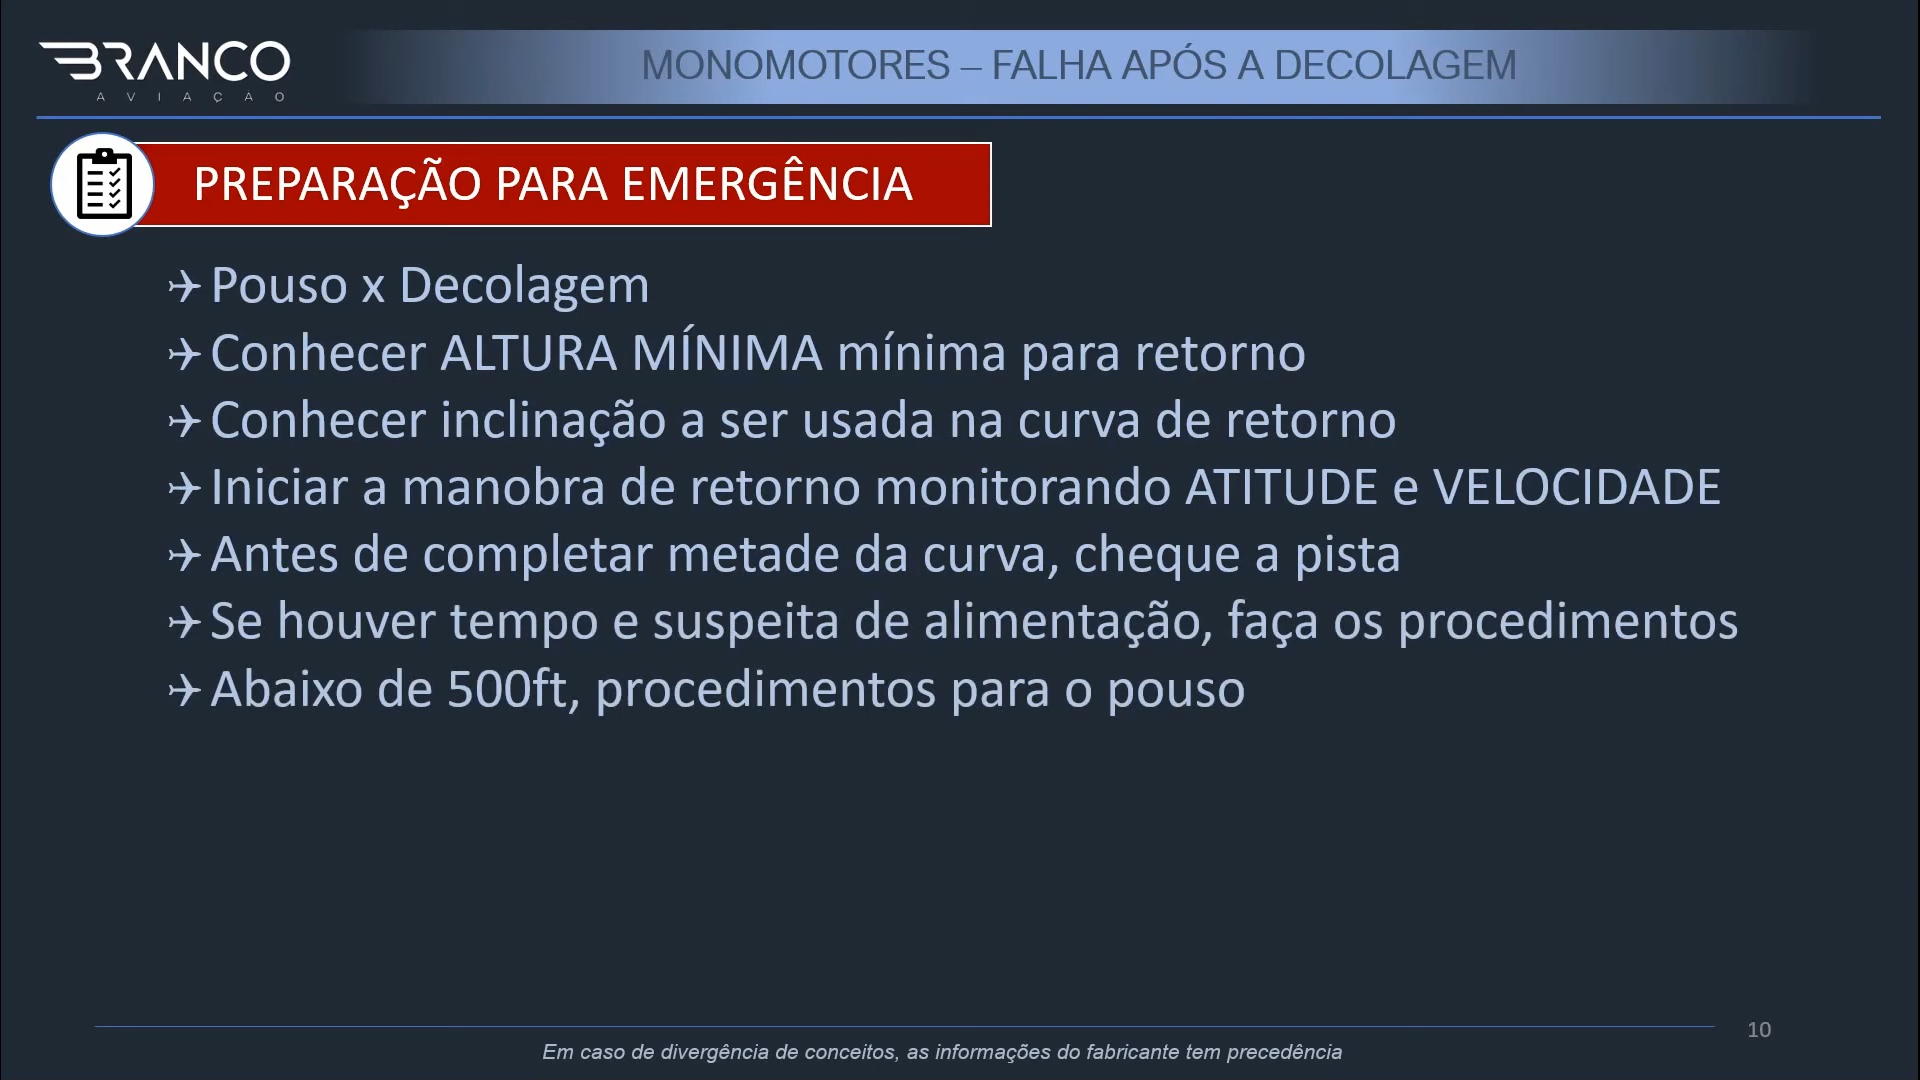 BRANCO
AVIAÇÃO
MONOMOTORES – FALHA APÓS A DECOLAGEM
PREPARAÇÃO PARA EMERGÊNCIA
Pouso x Decolagem
Conhecer ALTURA MÍNIMA mínima para retorno
Conhecer inclinação a ser usada na curva de retorno
Iniciar a manobra de retorno monitorando ATITUDE e VELOCIDADE
Antes de completar metade da curva, cheque a pista
Se houver tempo e suspeita de alimentação, faça os procedimentos
Abaixo de 500ft, procedimentos para o pouso
10
Em caso de divergência de conceitos, as informações do fabricante tem precedência